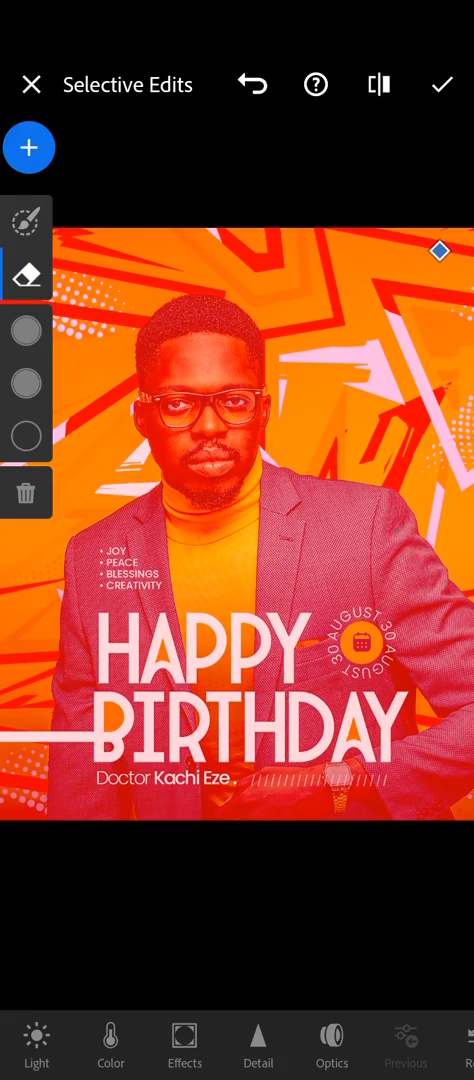 Selective Edits
• JOY
• PEACE
• BLESSINGS
• CREATIVITY
HAPPY
30 AUGUST 30 AUGUST
BIRTHDAY
Doctor Kachi Eze .
Light
Color
Effects
Detail
Optics
Previous